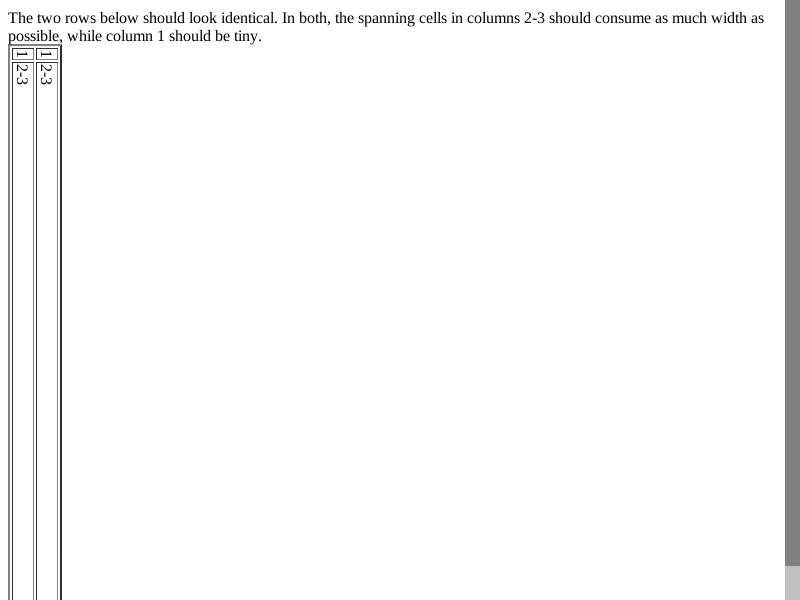 The two rows below should look identical. In both, the spanning cells in columns 2-3 should consume as much width as
possible, while column 1 should be tiny.
1
2-3
1
2-3